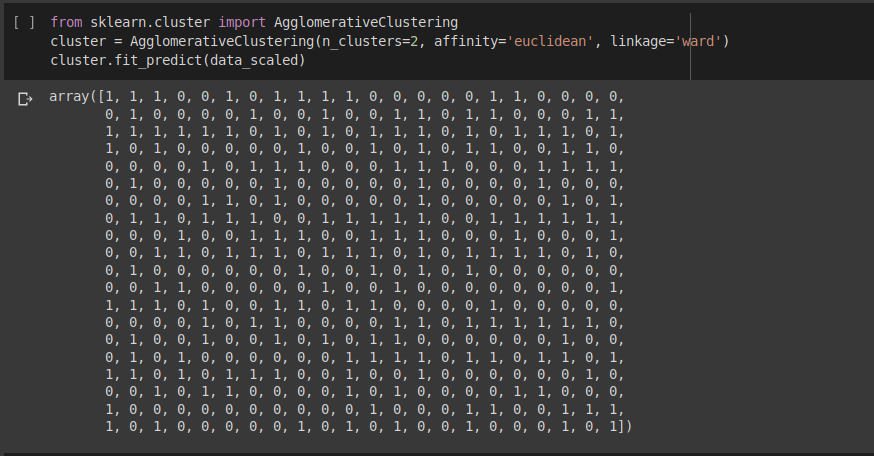 [ ] from sklearn.cluster import AgglomerativeClustering
cluster = AgglomerativeClustering(n_clusters=2, affinity='euclidean', linkage='ward')
cluster.fit_predict(data_scaled)
array([1, 1, 1, 0, 0, 1, 0, 1, 1, 1, 1, 0, 0, 0, 0, 0, 1, 1, 0, 0, 0, 0,
0, 1, 0, 0, 0, 0, 1, 0, 0, 1, 0, 0, 0, 1, 1, 0, 1, 1, 0, 0, 0, 1, 1,
1, 1, 1, 1, 1, 1, 0, 1, 0, 1, 0, 1, 1, 1, 0, 1, 0, 1, 1, 1, 0, 1,
1, 0, 1, 0, 0, 0, 0, 0, 1, 0, 0, 1, 0, 1, 0, 1, 1, 0, 0, 1, 1, 0,
0, 0, 0, 0, 1, 0, 1, 1, 1, 0, 0, 0, 1, 1, 1, 0, 0, 0, 1, 1, 1, 1,
0, 1, 0, 0, 0, 0, 0, 1, 0, 0, 0, 0, 0, 1, 0, 0, 0, 0, 1, 0, 0, 0,
0, 0, 0, 0, 1, 1, 0, 1, 0, 0, 0, 0, 0, 1, 0, 0, 0, 0, 0, 1, 0, 1,
0, 1, 1, 0, 1, 1, 1, 0, 0, 1, 1, 1, 1, 1, 0, 0, 1, 1, 1, 1, 1, 1,
0, 0, 0, 1, 0, 0, 1, 1, 1, 0, 0, 1, 1, 1, 0, 0, 0, 1, 0, 0, 0, 1,
0, 0, 1, 1, 0, 1, 1, 1, 0, 1, 1, 1, 0, 1, 0, 1, 1, 1, 1, 0, 1, 0,
0, 1, 0, 0, 0, 0, 0, 0, 1, 0, 0, 1, 0, 1, 0, 1, 0, 0, 0, 0, 0, 0,
0, 0, 1, 1, 0, 0, 0, 0, 0, 0, 1, 0, 0, 1, 0, 0, 0, 0, 0, 0, 0, 1,
1, 1, 1, 0, 1, 0, 0, 1, 1, 0, 1, 1, 0, 0, 0, 0, 0, 1, 0, 0, 0, 0,
0, 0, 0, 0, 1, 0, 1, 1, 0, 0, 0, 0, 1, 1, 0, 1, 1, 1, 1, 1, 1, 0,
0, 1, 0, 0, 1, 0, 0, 1, 0, 1, 0, 1, 1, 0, 1, 0, 0, 0, 0, 1, 0, 0,
0, 1, 0, 1, 0, 0, 0, 0, 0, 0, 1, 1, 1, 1, 0, 1, 1, 0, 1, 1, 0, 1,
1, 1, 0, 1, 0, 1, 1, 1, 0, 0, 1, 0, 0, 1, 0, 0, 0, 0, 0, 0, 1, 0,
0, 0, 1, 0, 1, 1, 0, 0, 0, 0, 1, 0, 1, 0, 0, 0, 0, 1, 1, 0, 0, 0,
1, 0, 0, 0, 0, 0, 0, 0, 0, 0, 0, 1, 0, 0, 0, 1, 1, 0, 0, 1, 1, 1,
1, 0, 1, 0, 0, 0, 0, 0, 1, 0, 1, 0, 1, 0, 0, 1, 0, 0, 0, 1, 0, 1])